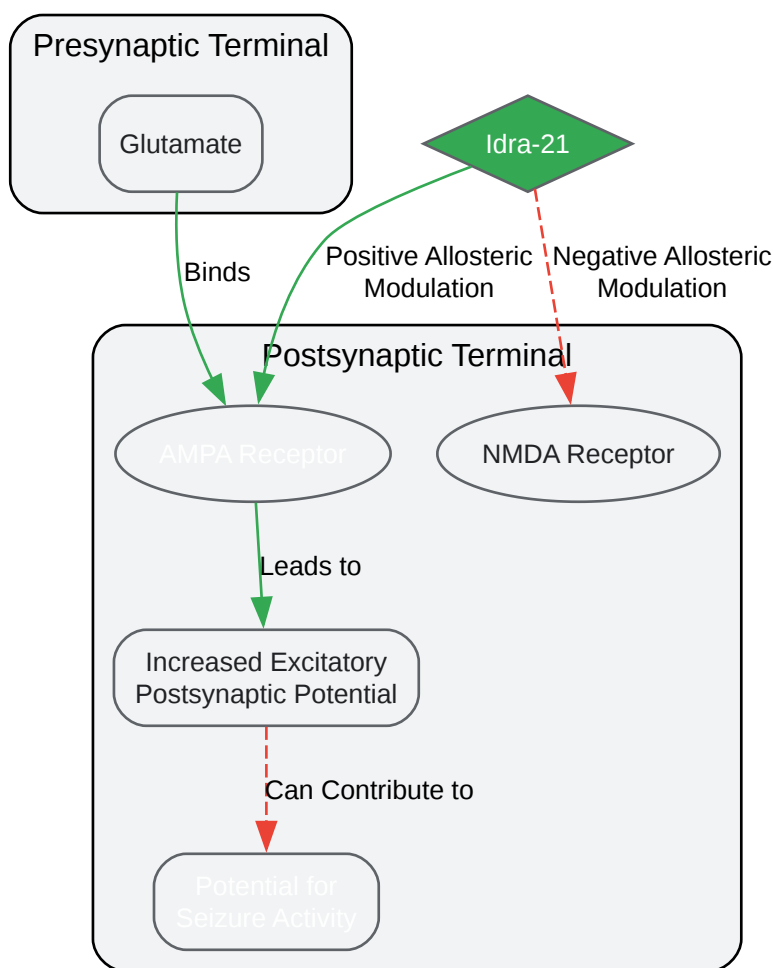 Presynaptic Terminal
Glutamate
Idra-21
Binds
Positive Allosteric
Modulation
Negative Allosteric
Modulation
Postsynaptic Terminal
AMPA Receptor
NMDA Receptor
Leads to
Increased Excitatory
Postsynaptic Potential
Can Contribute to
Potential for
Seizure Activity